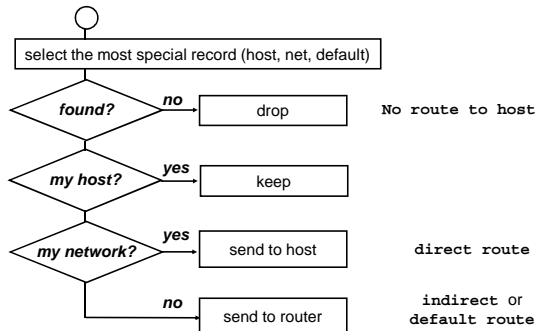 select the most special record (host, net, default)
found?
no
drop
No route to host
my host?
yes
keep
my network?
yes
send to host
direct route
no
send to router
indirect or
default route